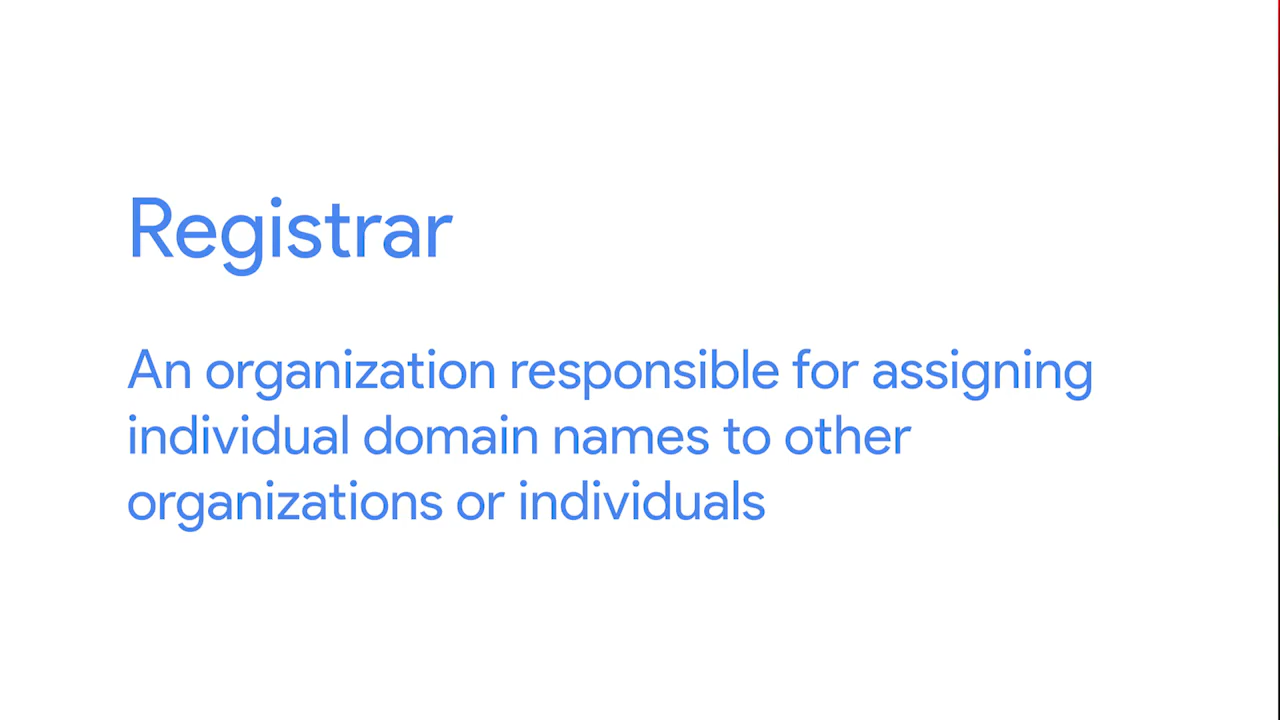 Registrar
An organization responsible for assigning
individual domain names to other
organizations or individuals